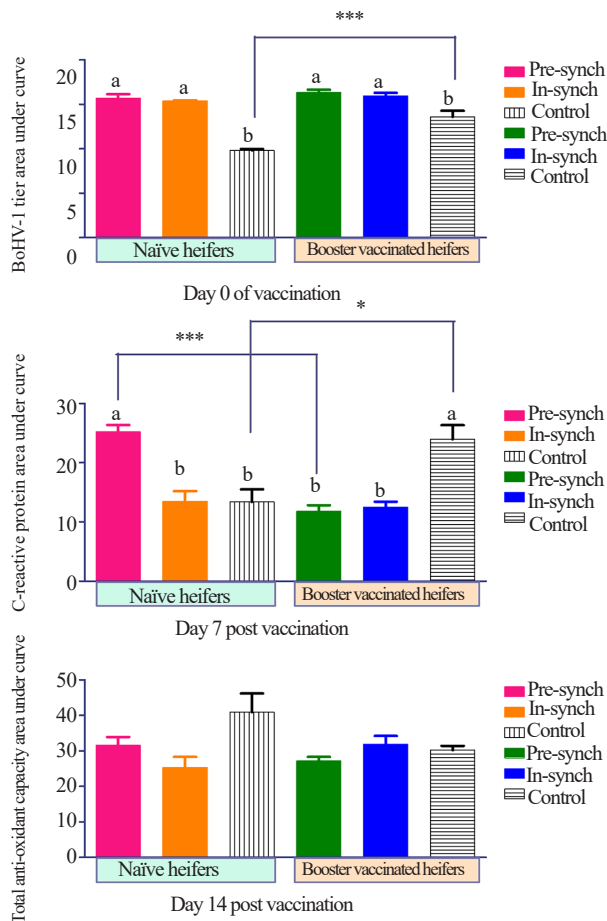 ***
BoHV-1 tier area under curve
20
15
10
5
0
a
a
b
a
a
b
Pre-synch
In-synch
Control
Pre-synch
In-synch
Control
Naïve heifers
Booster vaccinated heifers
Day 0 of vaccination
***
*
C-reactive protein area under curve
30
20
10
0
a
b
b
b
b
a
Pre-synch
In-synch
Control
Pre-synch
In-synch
Control
Naïve heifers
Booster vaccinated heifers
Day 7 post vaccination
Total anti-oxidant capacity area under curve
50
40
30
20
10
0
Pre-synch
In-synch
Control
Pre-synch
In-synch
Control
Naïve heifers
Booster vaccinated heifers
Day 14 post vaccination